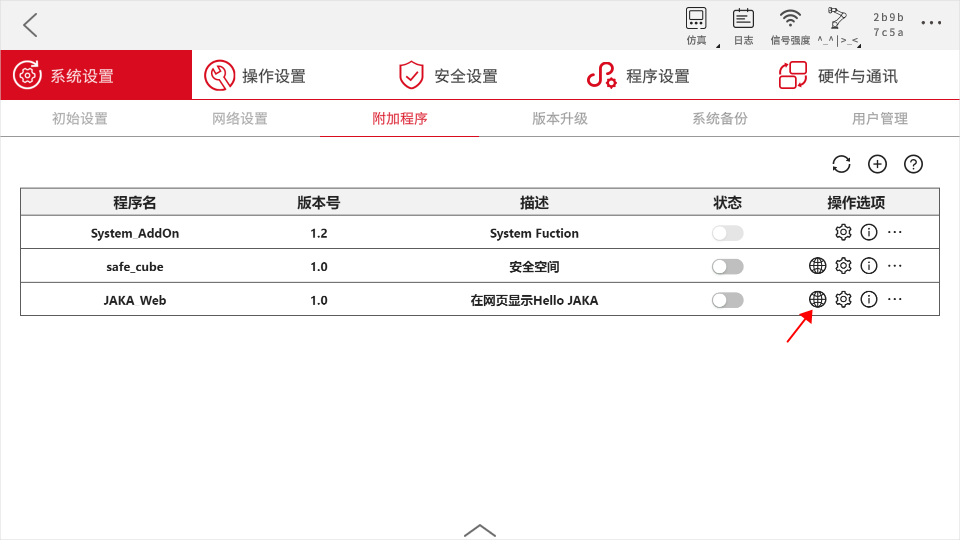 2b9b
7c5a
仿真
日志
信号强度
^_^|>_<
系统设置
操作设置
安全设置
程序设置
硬件与通讯
初始设置
网络设置
附加程序
版本升级
系统备份
用户管理
程序名 版本号 描述 状态 操作选项
System_AddOn 1.2 System Fuction
safe_cube 1.0 安全空间
JAKA_Web 1.0 在网页显示Hello JAKA